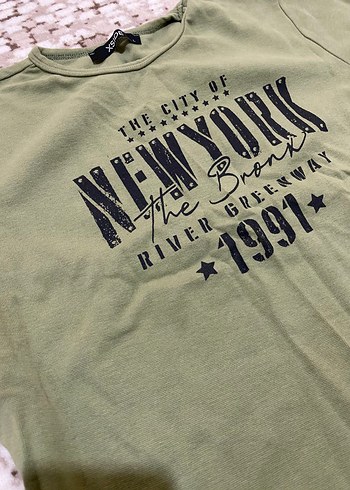 THE CITY OF
NEWYORK
the Bronx
RIVER GREENWAY
1991